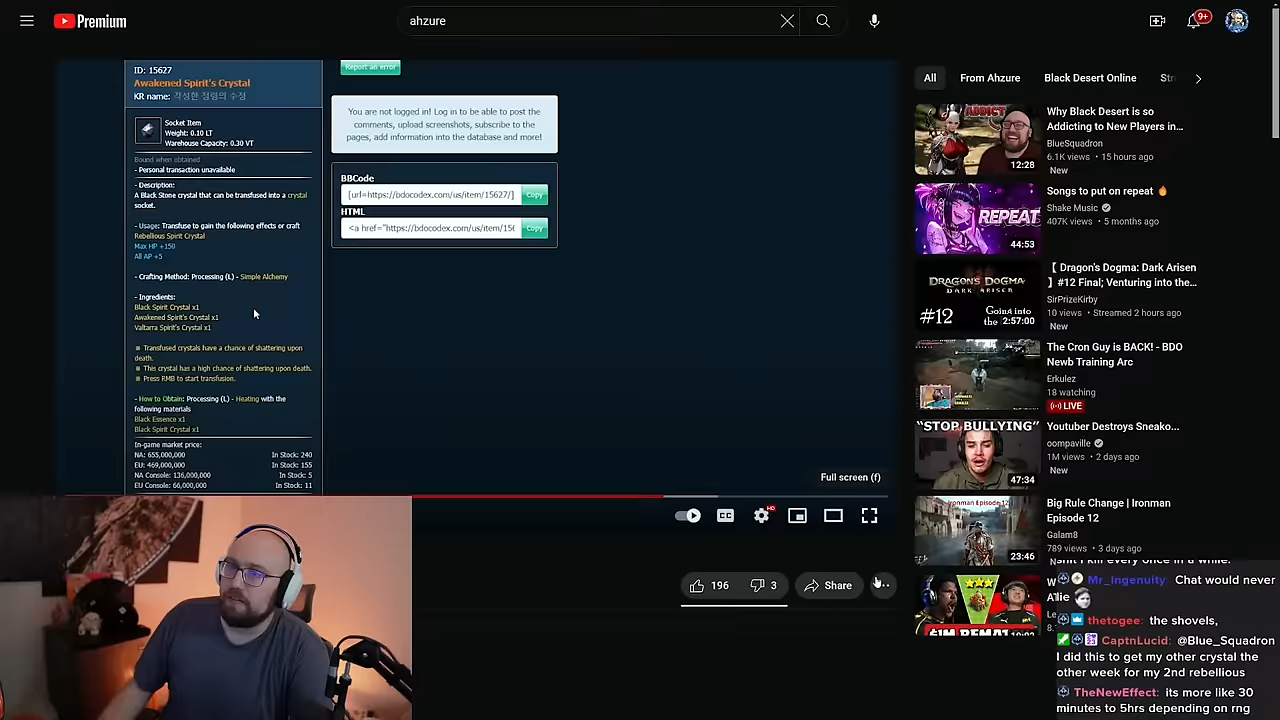 Premium
ahzure
9+
ID: 15627
Awakened Spirit's Crystal
KR name: 각성한 정령의 수정
Socket Item
Weight: 0.10 LT
Warehouse Capacity: 0.30 VT
Bound when obtained
- Personal transaction unavailable
- Description:
A Black Stone crystal that can be transfused into a crystal
socket.
- Usage: Transfuse to gain the following effects or craft
Rebellious Spirit Crystal
Max HP +150
All AP +5
- Crafting Method: Processing (L) - Simple Alchemy
- Ingredients:
Black Spirit Crystal x1
Awakened Spirit's Crystal x1
Valtarra Spirit's Crystal x1
※ Transfused crystals have a chance of shattering upon
death.
※ This crystal has a high chance of shattering upon death.
※ Press RMB to start transfusion.
- How to Obtain: Processing (L) - Heating with the
following materials
Black Essence x1
Black Spirit Crystal x1
In-game market price:
NA: 655,000,000 In Stock: 240
EU: 469,000,000 In Stock: 155
NA Console: 136,000,000 In Stock: 5
EU Console: 66,000,000 In Stock: 11
Report an error
You are not logged in! Log in to be able to post the
comments, upload screenshots, subscribe to the
pages, add information into the database and more!
BBCode
[url=https://bdocodex.com/us/item/15627/] Copy
HTML
<a href="https://bdocodex.com/us/item/156 Copy
Full screen (f)
CC
HD
196
3
Share
All
From Ahzure
Black Desert Online
Str
ADDICT
12:28
Why Black Desert is so
Addicting to New Players in...
BlueSquadron
6.1K views • 15 hours ago
New
REPEAT
44:53
Songs to put on repeat 🔥
Shake Music
407K views • 5 months ago
DRAGON'S DOGMA
DARK ARISEN
#12
Going into
the
2:57:00
【 Dragon's Dogma: Dark Arisen
】#12 Final; Venturing into the...
SirPrizeKirby
10 views • Streamed 2 hours ago
New
The Cron Guy is BACK! - BDO
Newb Training Arc
Erkulez
18 watching
LIVE
"STOP BULLYING"
47:34
Youtuber Destroys Sneako...
oompaville
1M views • 2 days ago
New
Ironman Episode 12
23:46
Big Rule Change | Ironman
Episode 12
Galam8
789 views • 3 days ago
Mr_Ingenuity: Chat would never
lie
thetogee: the shovels,
CaptnLucid: @Blue_Squadron
I did this to get my other crystal the
other week for my 2nd rebellious
TheNewEffect: its more like 30
minutes to 5hrs depending on rng